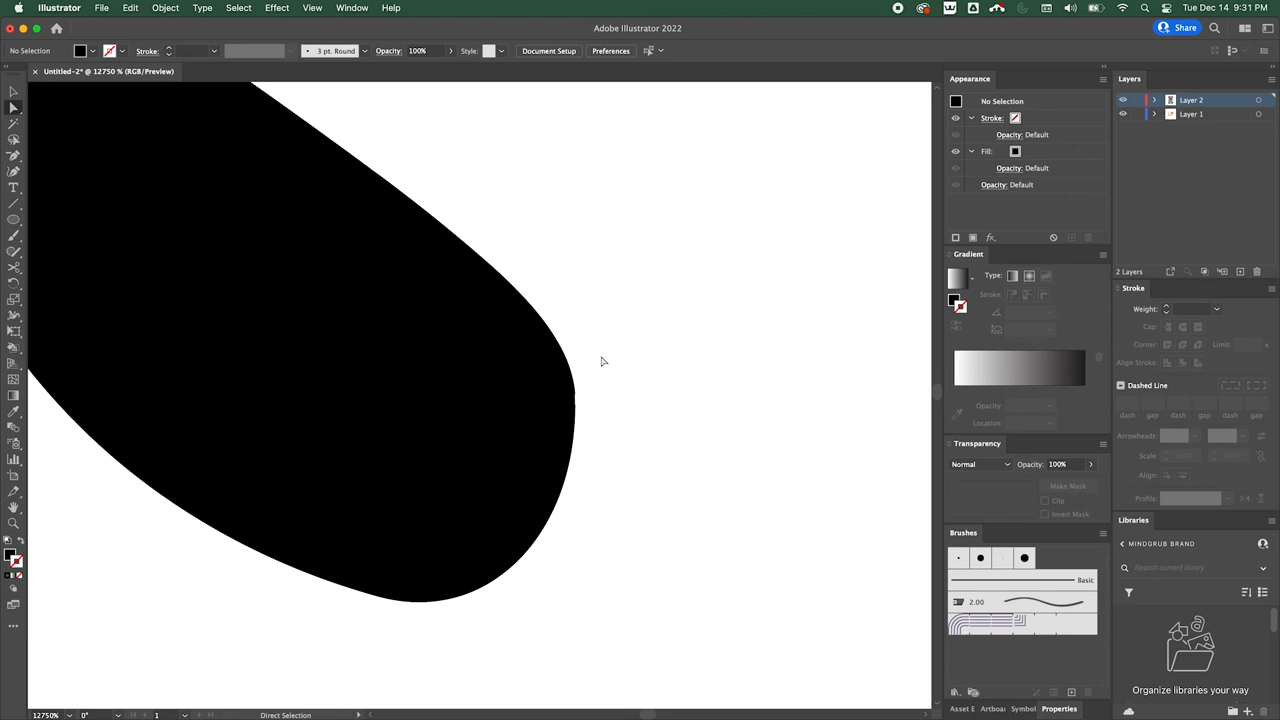 Illustrator File Edit Object Type Select Effect View Window Help Tue Dec 14 9:31 PM
Adobe Illustrator 2022 Share
No Selection Stroke: 3 pt. Round Opacity: 100% Style: Document Setup Preferences
× Untitled-2* @ 12750 % (RGB/Preview)
Appearance
No Selection
Stroke:
Opacity: Default
Fill:
Opacity: Default
Opacity: Default
Gradient
Type:
Stroke:
Opacity:
Location:
Transparency
Normal Opacity: 100%
Make Mask
Clip
Invert Mask
Brushes
Basic
2.00
Asset E Artboar Symbol Properties
Layers
Layer 2
Layer 1
2 Layers
Stroke
Weight:
Cap:
Corner: Limit:
Align Stroke:
Dashed Line
dash gap dash gap dash gap
Arrowheads:
Scale:
Align:
Profile:
Libraries
MINDGRUB BRAND
Search current library
Organize libraries your way
12750% 0° 1 Direct Selection